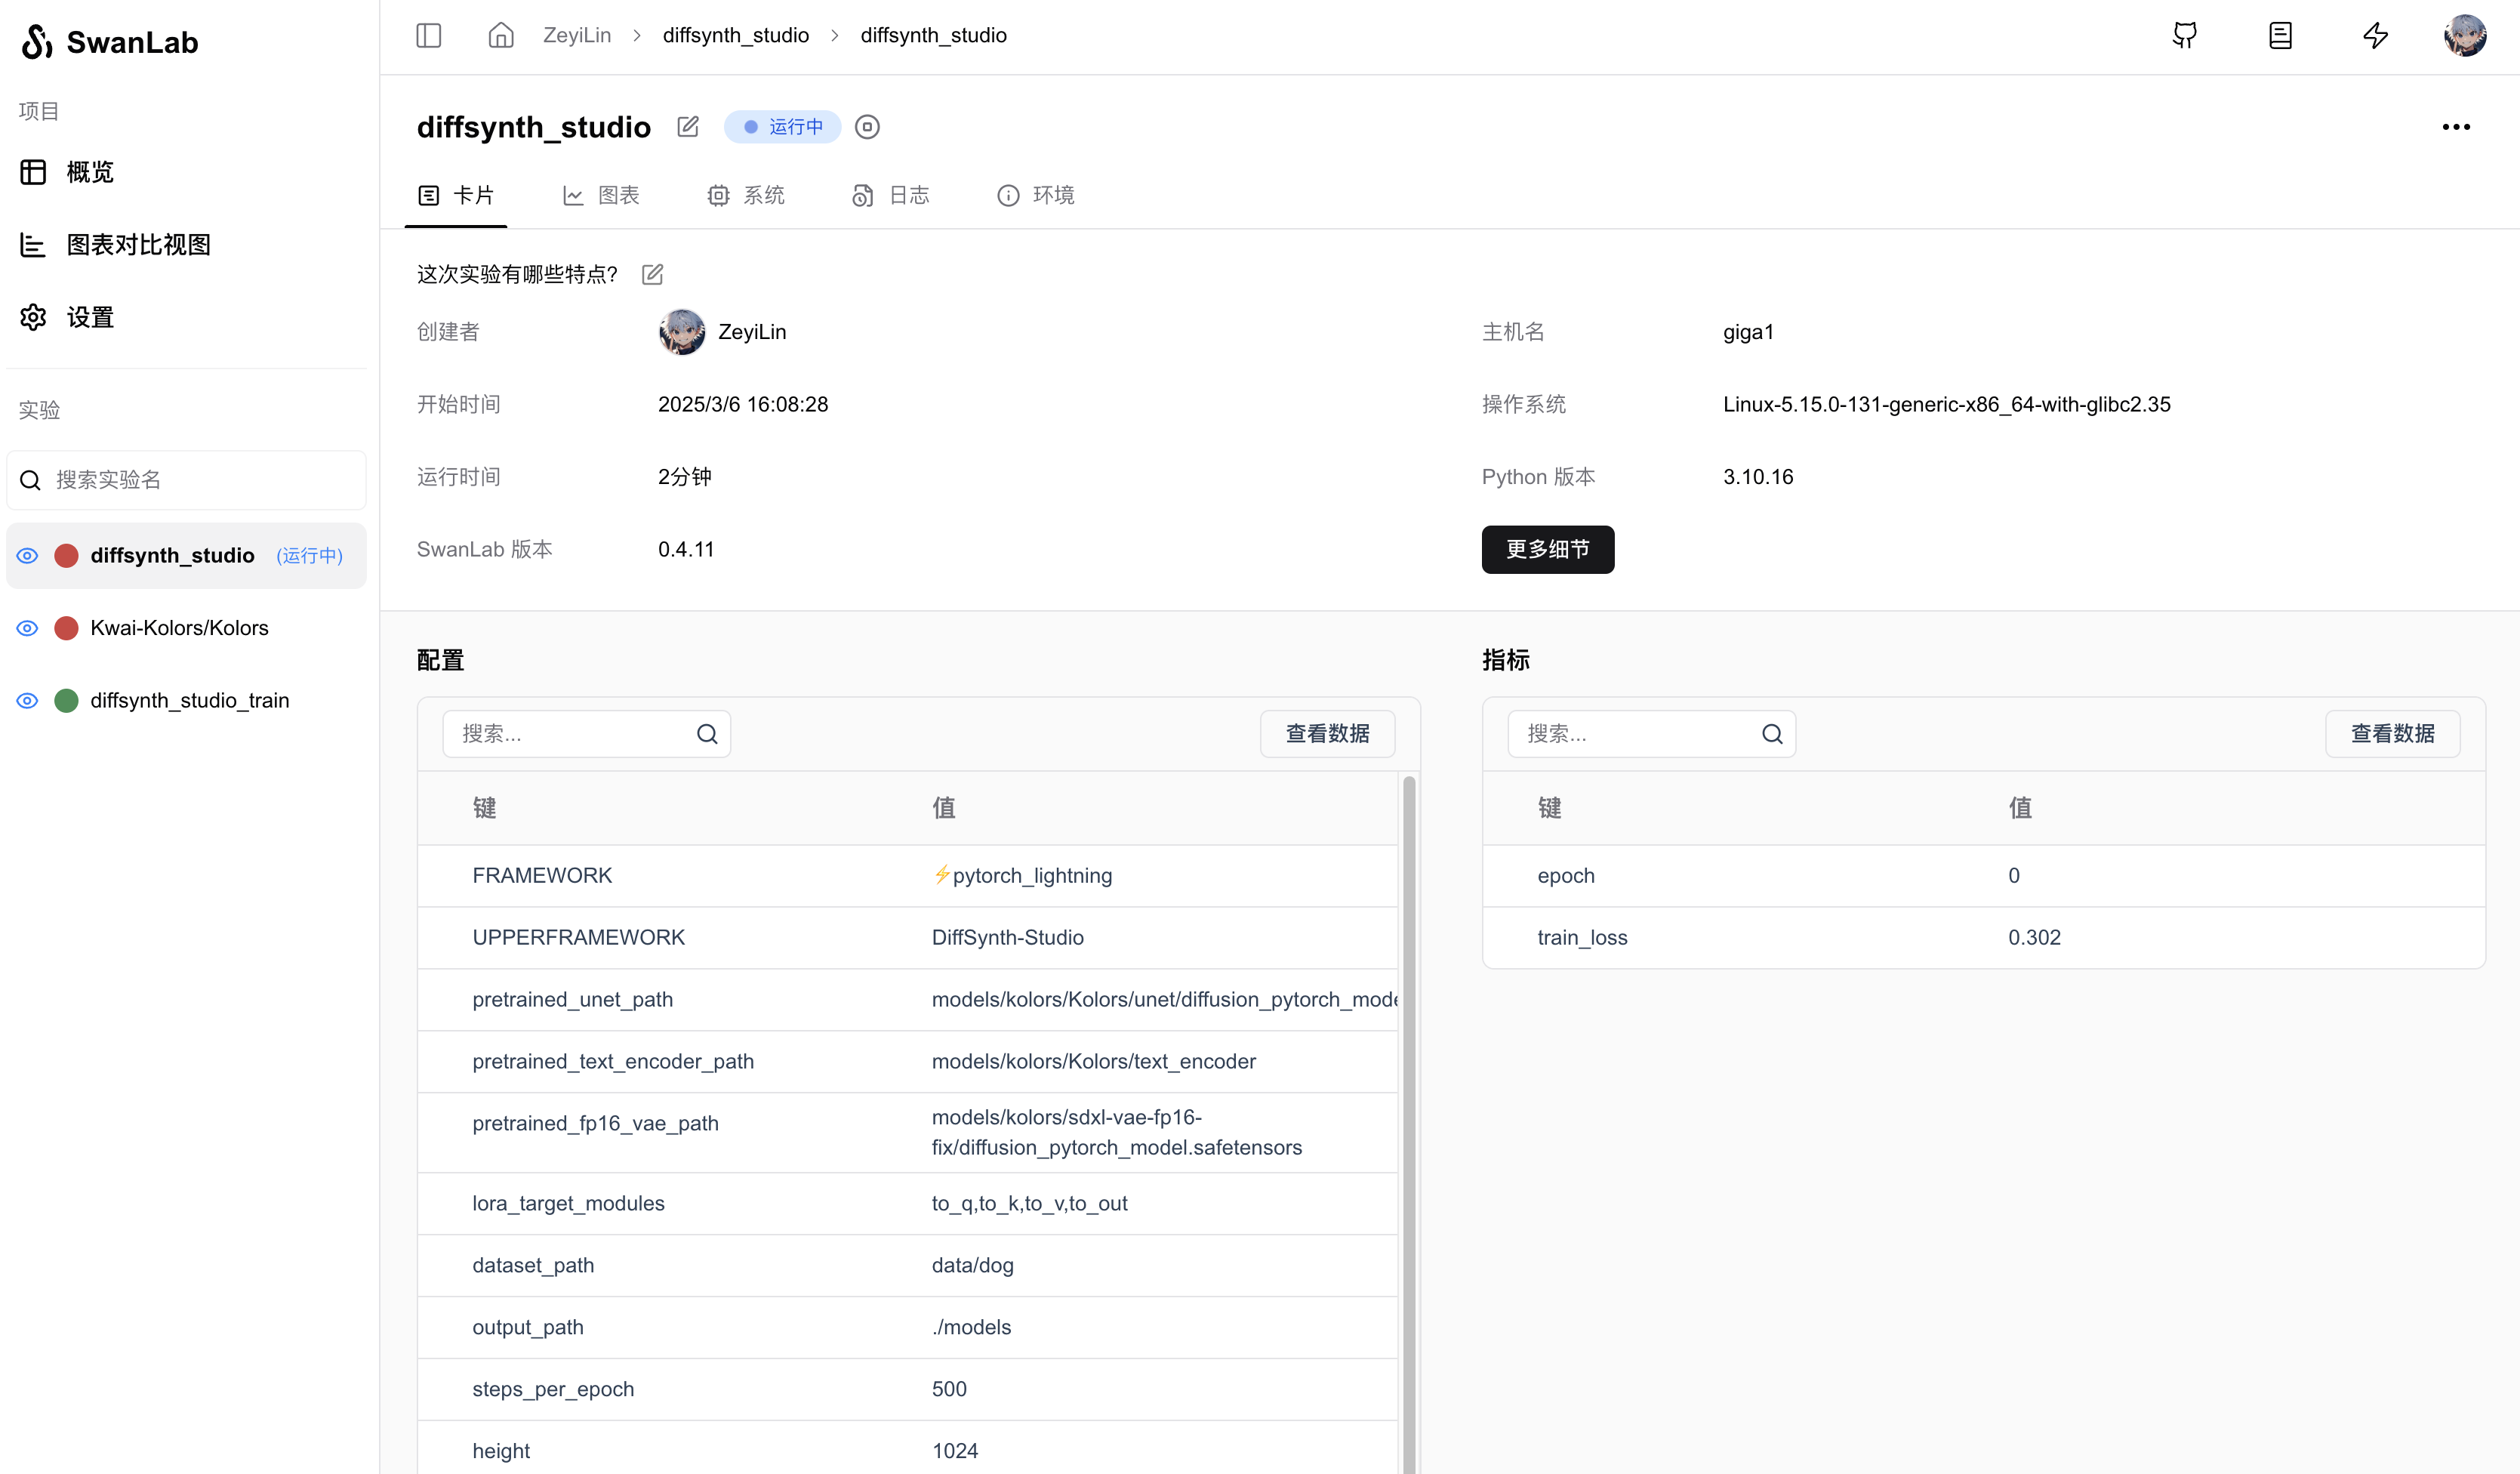 SwanLab
项目
概览
图表对比视图
设置
实验
搜索实验名
diffsynth_studio (运行中)
Kwai-Kolors/Kolors
diffsynth_studio_train
ZeyiLin > diffsynth_studio > diffsynth_studio
diffsynth_studio 运行中
卡片 图表 系统 日志 环境
这次实验有哪些特点?
创建者 ZeyiLin
开始时间 2025/3/6 16:08:28
运行时间 2分钟
SwanLab 版本 0.4.11
主机名 giga1
操作系统 Linux-5.15.0-131-generic-x86_64-with-glibc2.35
Python 版本 3.10.16
更多细节
配置
搜索... 查看数据
键 值
FRAMEWORK ⚡pytorch_lightning
UPPERFRAMEWORK DiffSynth-Studio
pretrained_unet_path models/kolors/Kolors/unet/diffusion_pytorch_mode
pretrained_text_encoder_path models/kolors/Kolors/text_encoder
pretrained_fp16_vae_path models/kolors/sdxl-vae-fp16-
fix/diffusion_pytorch_model.safetensors
lora_target_modules to_q,to_k,to_v,to_out
dataset_path data/dog
output_path ./models
steps_per_epoch 500
height 1024
指标
搜索... 查看数据
键 值
epoch 0
train_loss 0.302